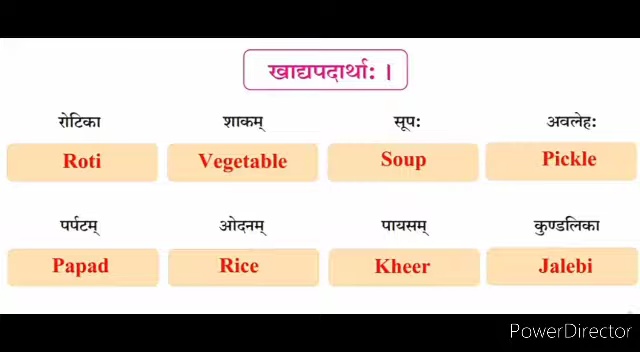 खाद्यपदार्था: ।
रोटिका शाकम् सूप: अवलेह:
Roti Vegetable Soup Pickle
पर्पटम् ओदनम् पायसम् कुण्डलिका
Papad Rice Kheer Jalebi
PowerDirector